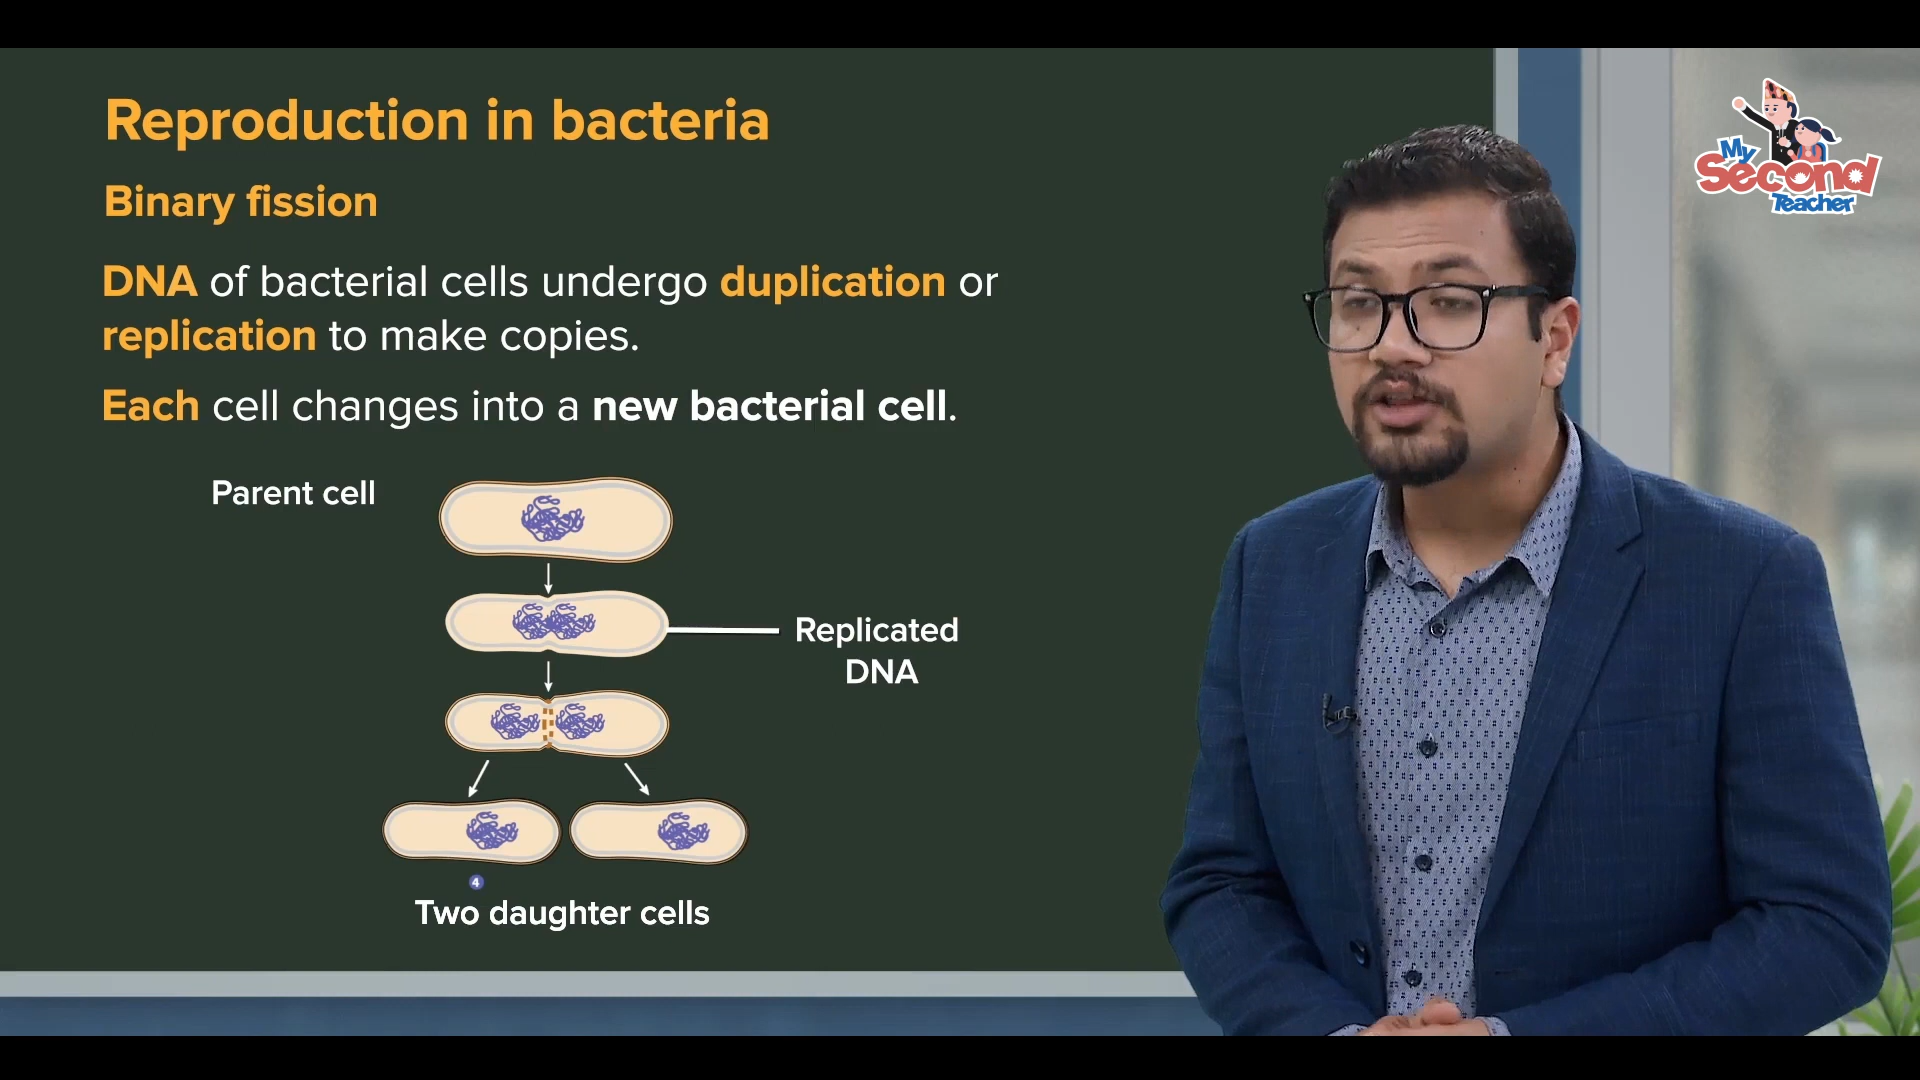 Reproduction in bacteria
Binary fission
DNA of bacterial cells undergo duplication or
replication to make copies.
Each cell changes into a new bacterial cell.
Parent cell
Replicated
DNA
4
Two daughter cells
My
Second
Teacher